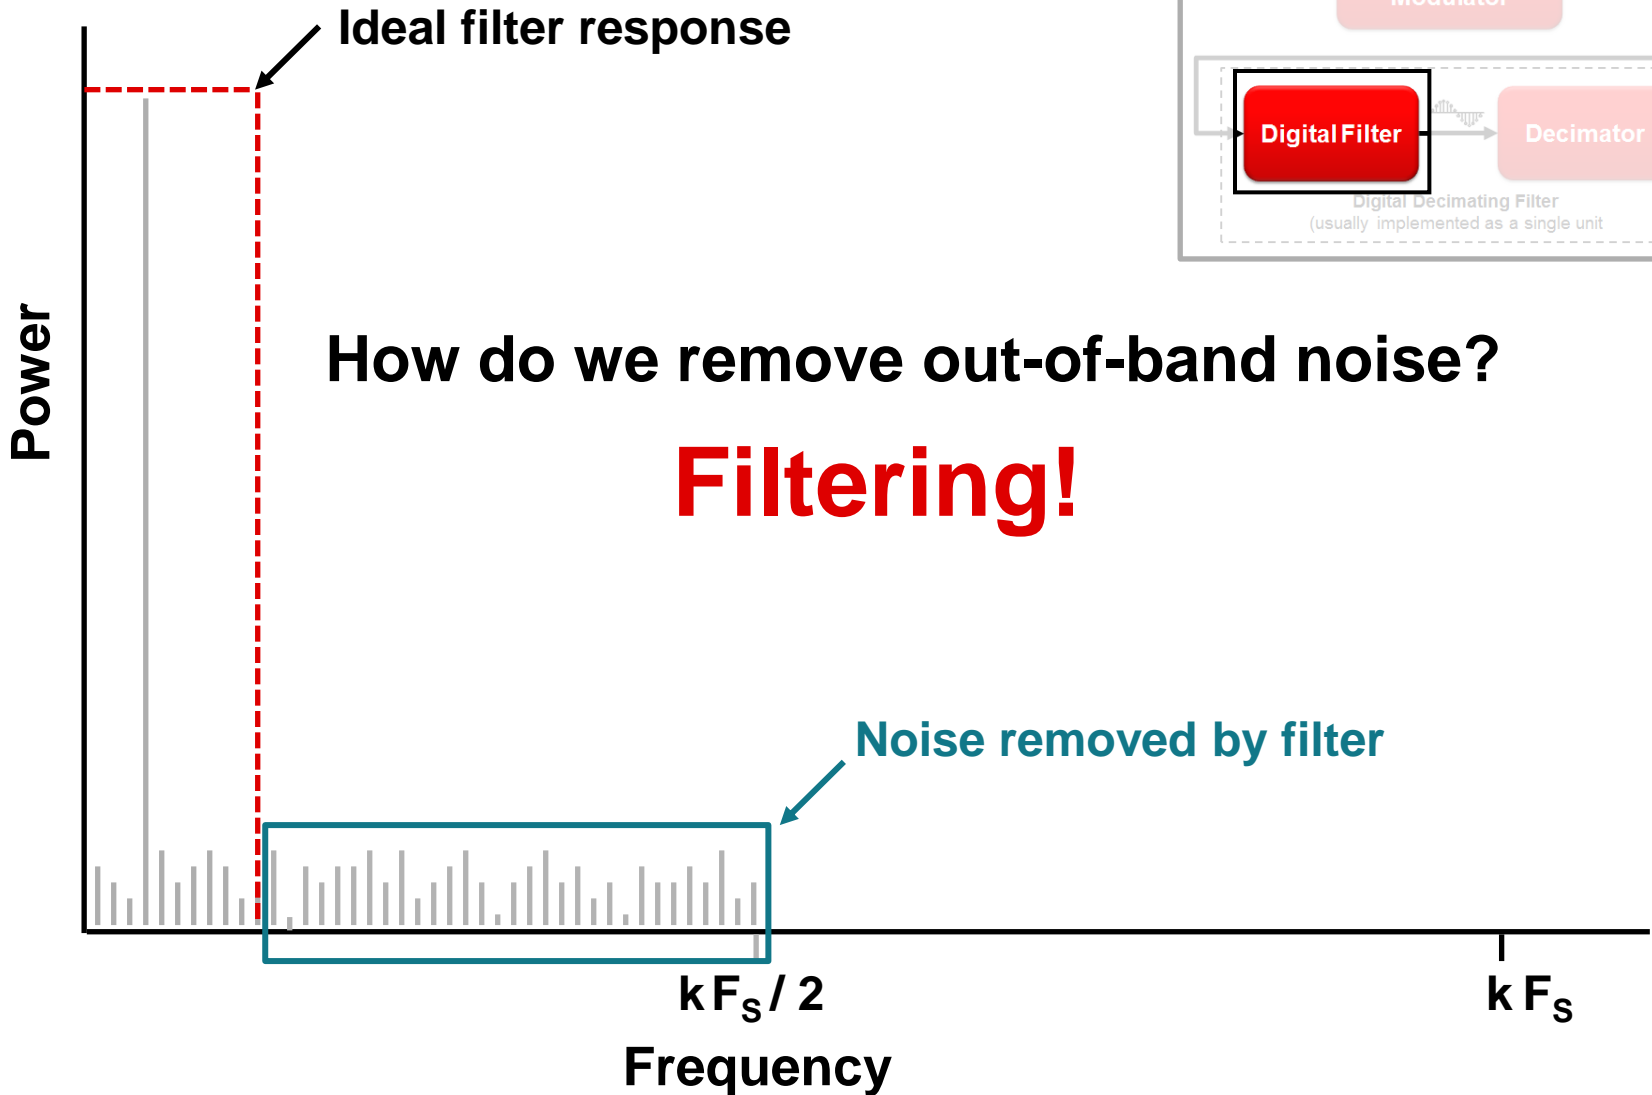 Ideal filter response
Modulator
Digital Filter
Decimator
Digital Decimating Filter
(usually implemented as a single unit
Power
How do we remove out-of-band noise?
Filtering!
Noise removed by filter
k FS / 2
k FS
Frequency